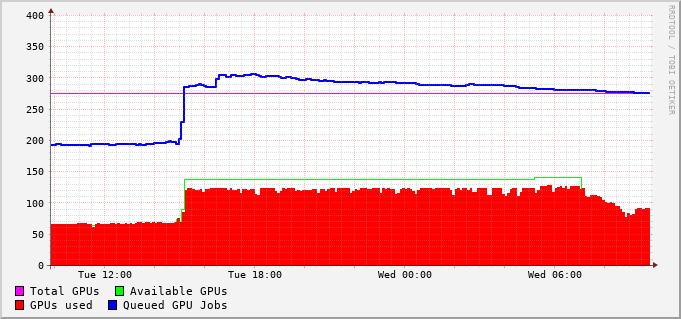 400
350
300
250
200
150
100
50
0
Tue 12:00 Tue 18:00 Wed 00:00 Wed 06:00
Total GPUs Available GPUs
GPUs used Queued GPU Jobs
RRDTOOL / TOBI OETIKER